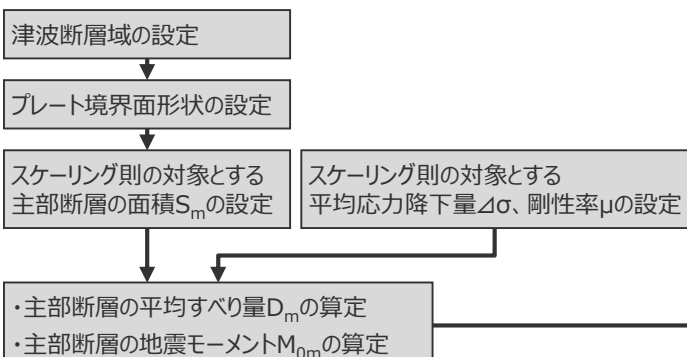 津波断層域の設定
プレート境界面形状の設定
スケーリング則の対象とする
主部断層の面積Smの設定
スケーリング則の対象とする
平均応力降下量⊿σ、剛性率μの設定
・主部断層の平均すべり量Dmの算定
・主部断層の地震モーメントM0mの算定